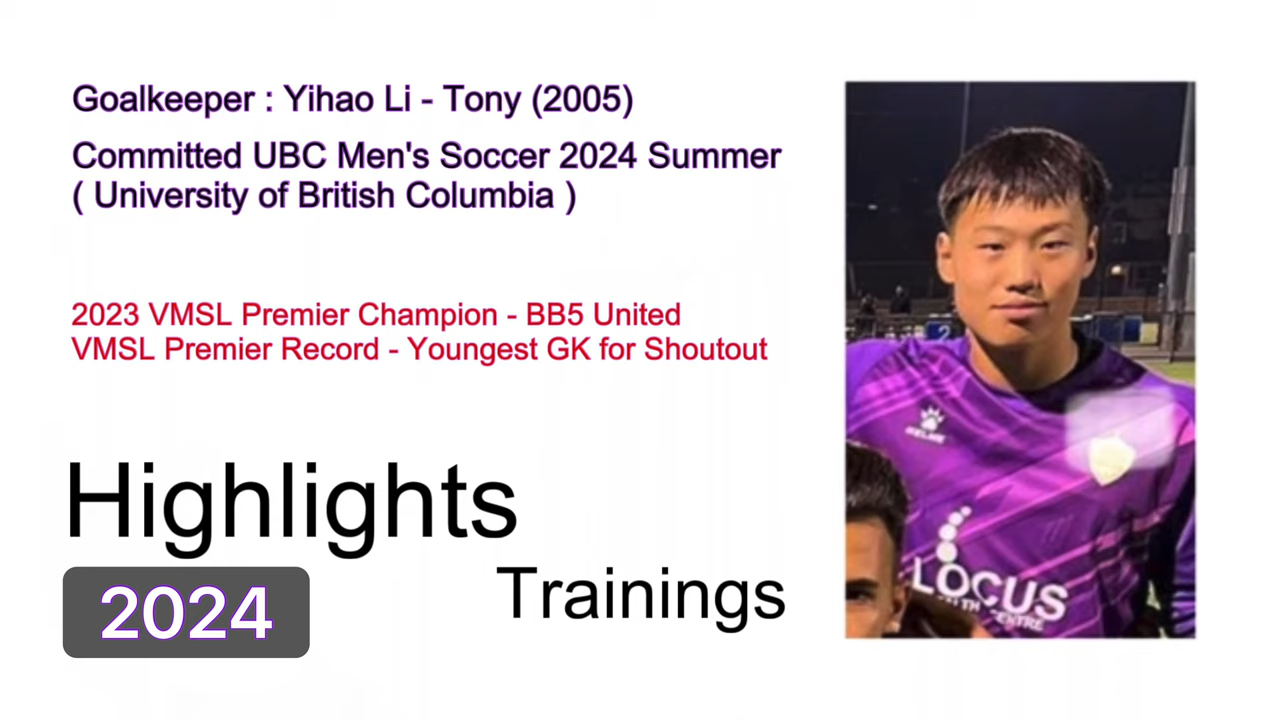 Goalkeeper : Yihao Li - Tony (2005)
Committed UBC Men's Soccer 2024 Summer
( University of British Columbia )
2023 VMSL Premier Champion - BB5 United
VMSL Premier Record - Youngest GK for Shoutout
Highlights
2024
Trainings
LOCUS